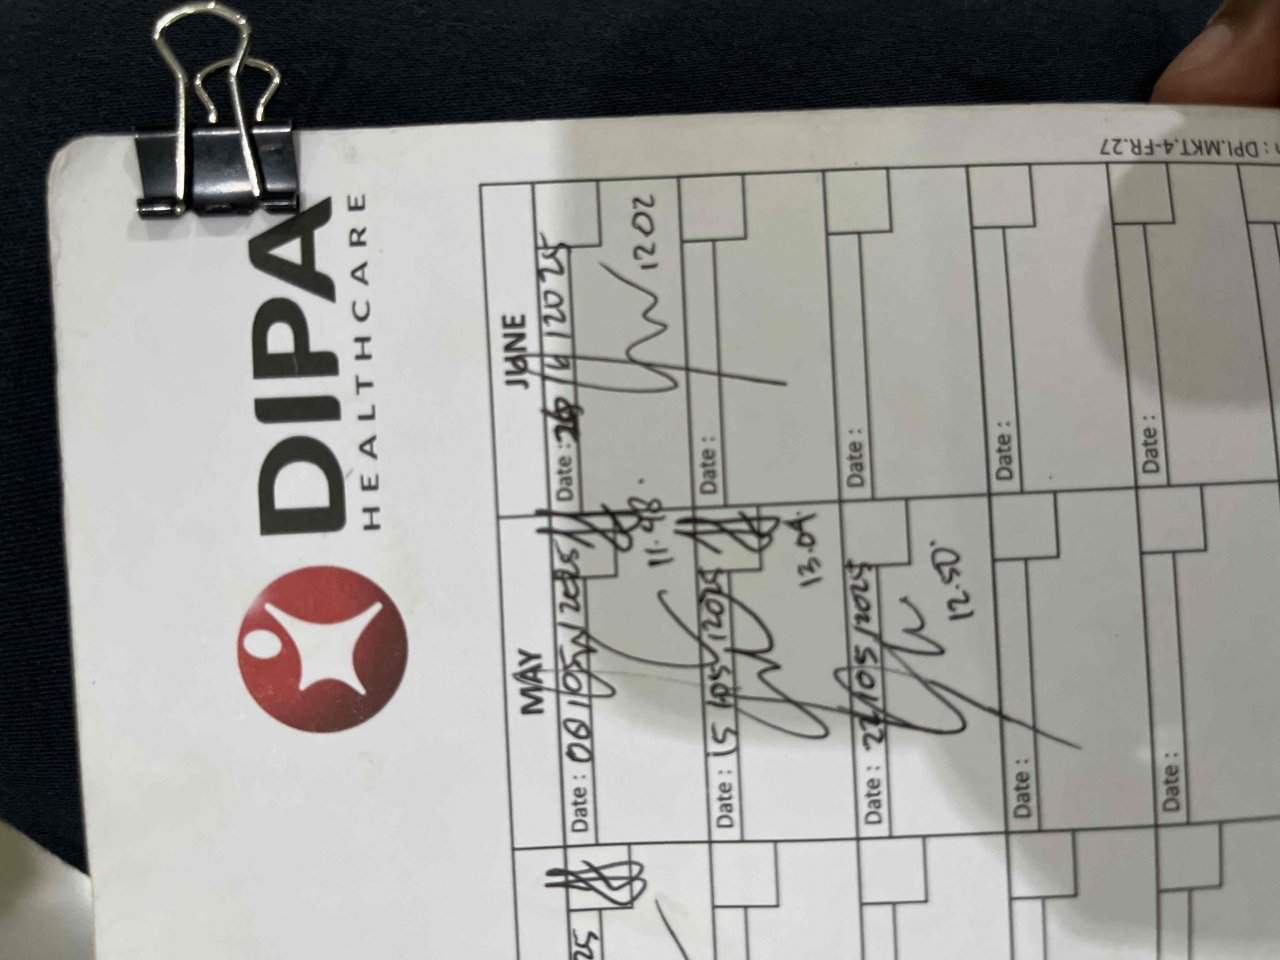 DIPA
HEALTHCARE
: DPI.MKT.4-FR.27
MAY
JUNE
Date : 08/05/2025
11.48.
Date : 26/6/2025
1202
Date : 15/05/2025
13.04
Date :
Date : 22/05/2025
12.50.
Date :
Date :
Date :
Date :
Date :
25